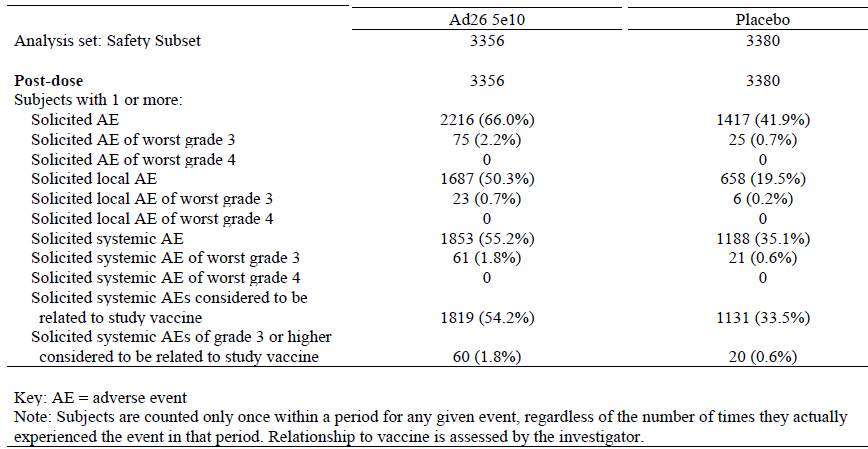 Ad26 5e10 Placebo
Analysis set: Safety Subset 3356 3380
Post-dose 3356 3380
Subjects with 1 or more:
Solicited AE 2216 (66.0%) 1417 (41.9%)
Solicited AE of worst grade 3 75 (2.2%) 25 (0.7%)
Solicited AE of worst grade 4 0 0
Solicited local AE 1687 (50.3%) 658 (19.5%)
Solicited local AE of worst grade 3 23 (0.7%) 6 (0.2%)
Solicited local AE of worst grade 4 0 0
Solicited systemic AE 1853 (55.2%) 1188 (35.1%)
Solicited systemic AE of worst grade 3 61 (1.8%) 21 (0.6%)
Solicited systemic AE of worst grade 4 0 0
Solicited systemic AEs considered to be
related to study vaccine 1819 (54.2%) 1131 (33.5%)
Solicited systemic AEs of grade 3 or higher
considered to be related to study vaccine 60 (1.8%) 20 (0.6%)
Key: AE = adverse event
Note: Subjects are counted only once within a period for any given event, regardless of the number of times they actually
experienced the event in that period. Relationship to vaccine is assessed by the investigator.